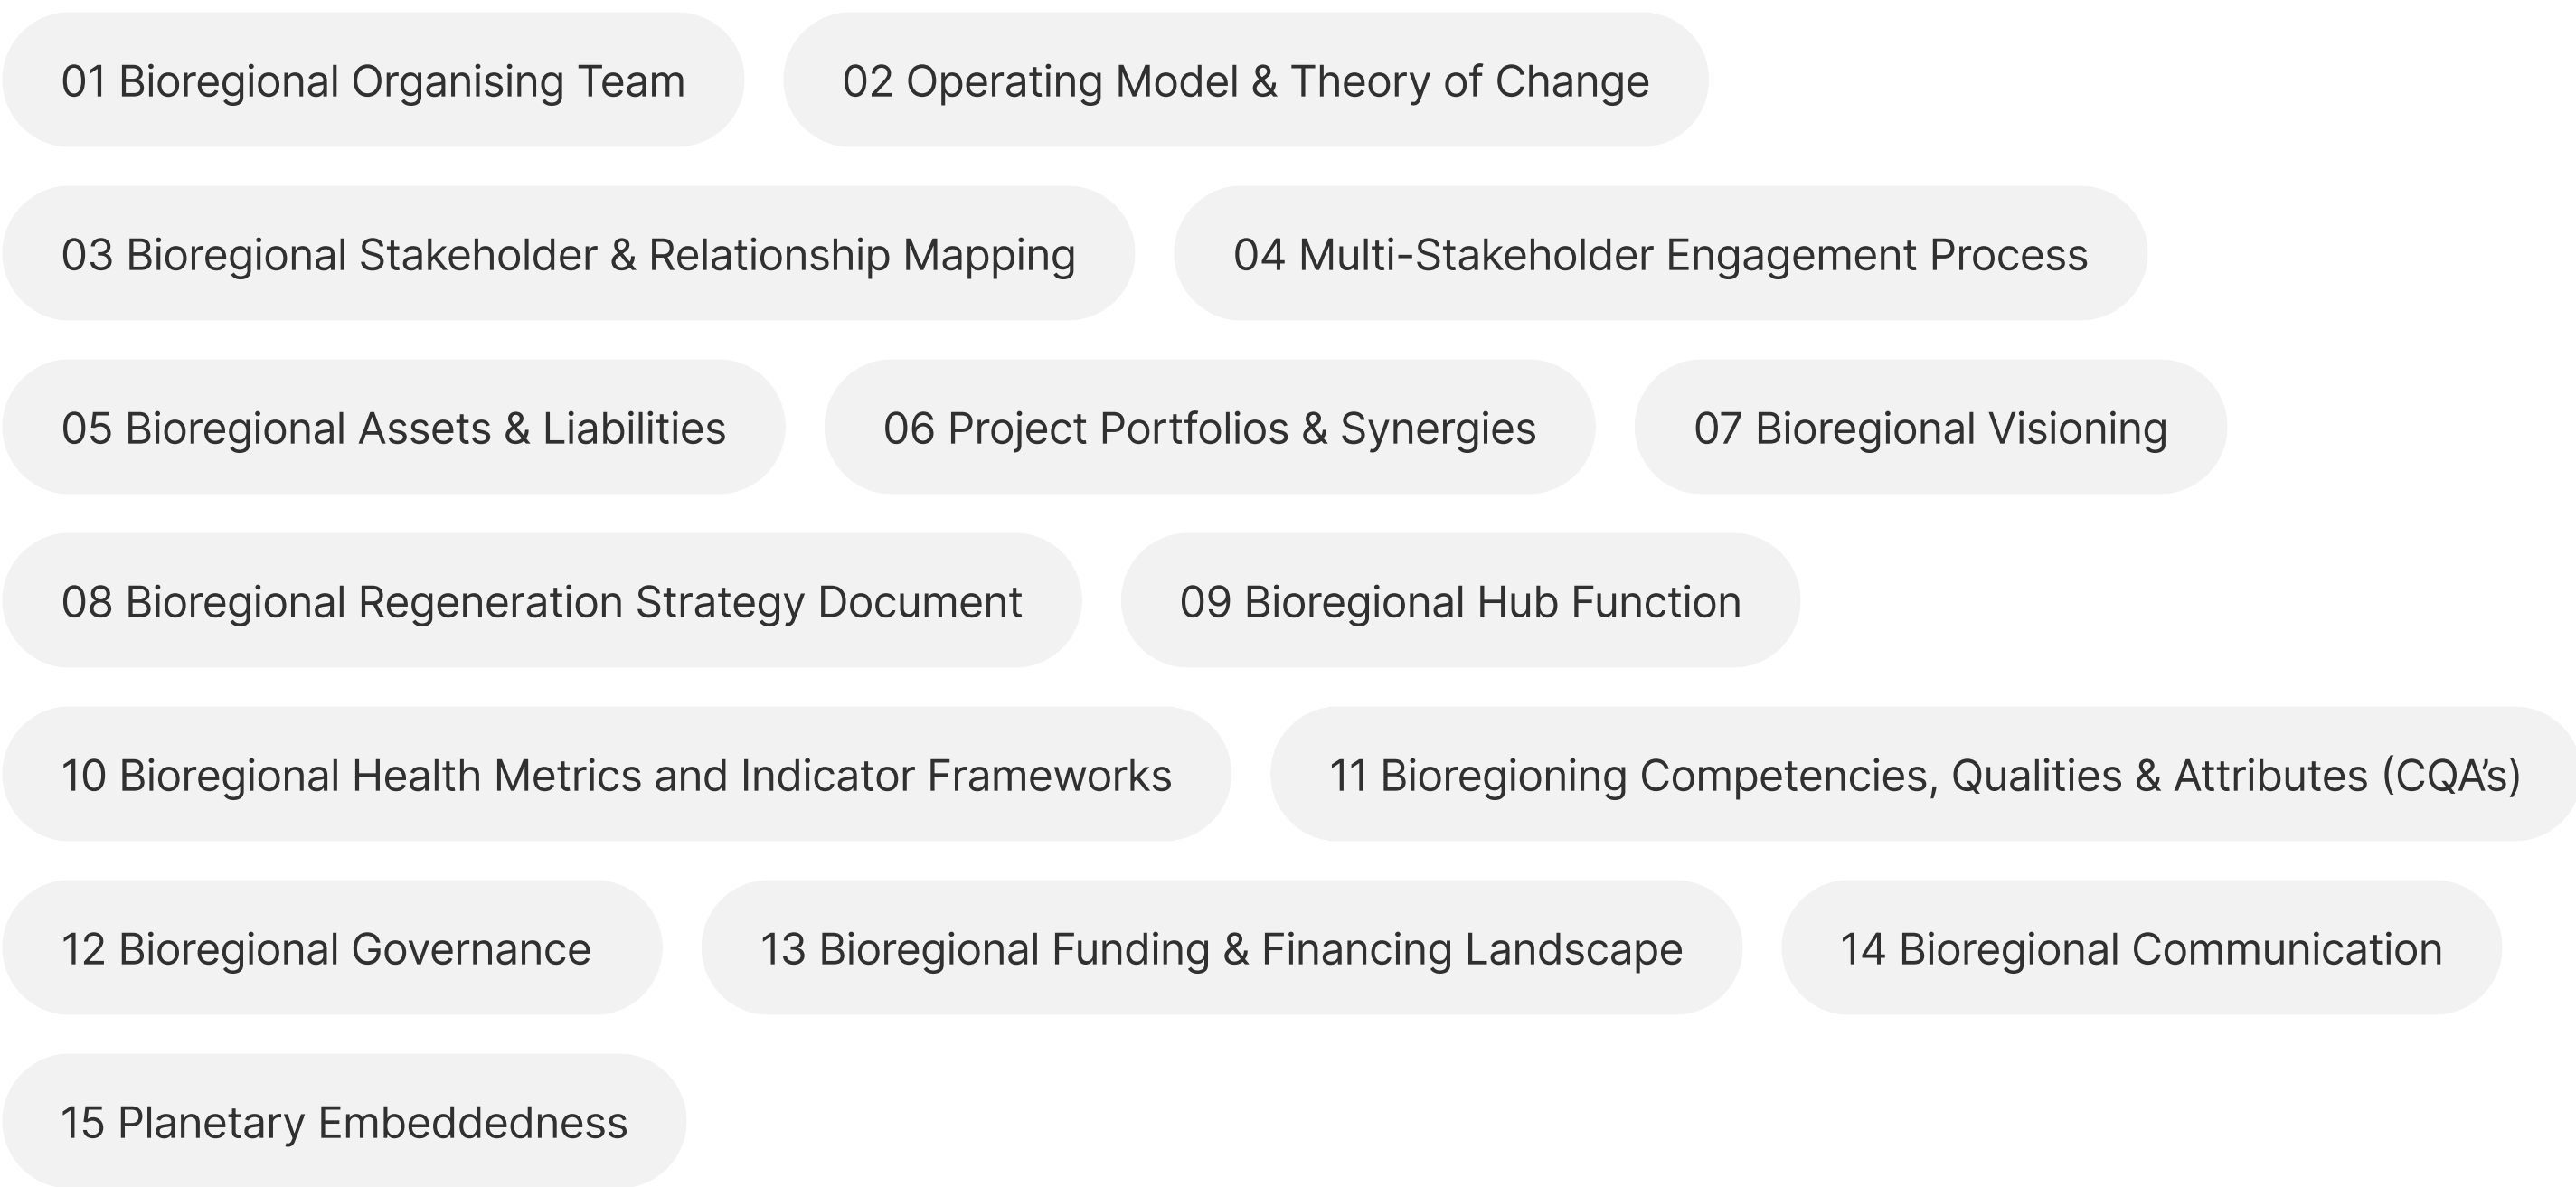 01 Bioregional Organising Team
02 Operating Model & Theory of Change
03 Bioregional Stakeholder & Relationship Mapping
04 Multi-Stakeholder Engagement Process
05 Bioregional Assets & Liabilities
06 Project Portfolios & Synergies
07 Bioregional Visioning
08 Bioregional Regeneration Strategy Document
09 Bioregional Hub Function
10 Bioregional Health Metrics and Indicator Frameworks
11 Bioregioning Competencies, Qualities & Attributes (CQA’s)
12 Bioregional Governance
13 Bioregional Funding & Financing Landscape
14 Bioregional Communication
15 Planetary Embeddedness